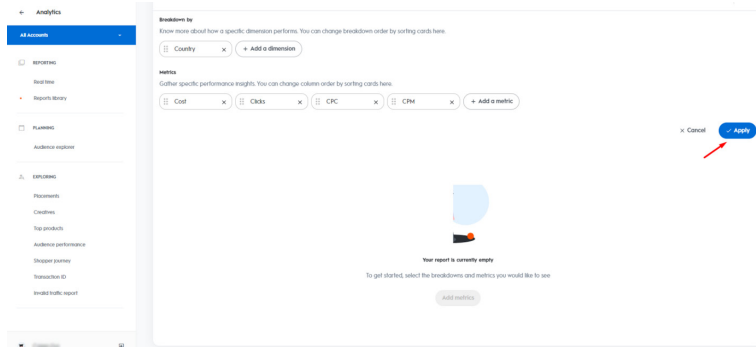 Analytics
All Accounts
REPORTING
Real time
Reports library
PLANNING
Audience explorer
EXPLORING
Placements
Creatives
Top products
Audience performance
Shopper journey
Transaction ID
Invalid traffic report
Breakdown by
Know more about how a specific dimension performs. You can change breakdown order by sorting cards here.
Country x + Add a dimension
Metrics
Gather specific performance insights. You can change column order by sorting cards here.
Cost x Clicks x CPC x CPM x + Add a metric
x Cancel Apply
Your report is currently empty
To get started, select the breakdowns and metrics you would like to see
Add metrics